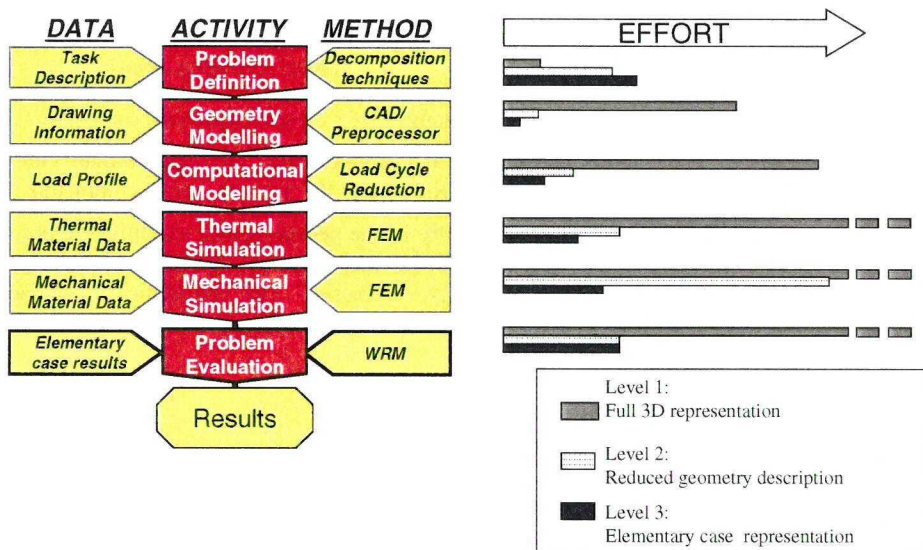 DATA ACTIVITY METHOD
EFFORT
Task
Description
Problem
Definition
Decomposition
techniques
Drawing
Information
Geometry
Modelling
CAD/
Preprocessor
Load Profile
Computational
Modelling
Load Cycle
Reduction
Thermal
Material Data
Thermal
Simulation
FEM
Mechanical
Material Data
Mechanical
Simulation
FEM
Elementary
case results
Problem
Evaluation
WRM
Results
Level 1:
Full 3D representation
Level 2:
Reduced geometry description
Level 3:
Elementary case representation